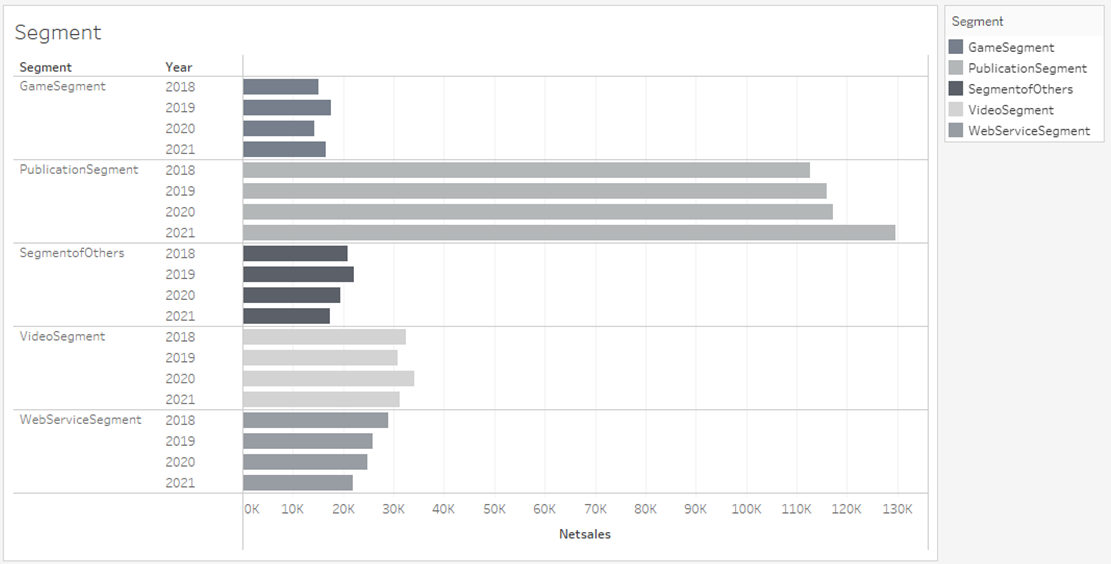 Segment
Segment Year
GameSegment 2018
2019
2020
2021
PublicationSegment 2018
2019
2020
2021
SegmentofOthers 2018
2019
2020
2021
VideoSegment 2018
2019
2020
2021
WebServiceSegment 2018
2019
2020
2021
0K 10K 20K 30K 40K 50K 60K 70K 80K 90K 100K 110K 120K 130K
Netsales
Segment
GameSegment
PublicationSegment
SegmentofOthers
VideoSegment
WebServiceSegment